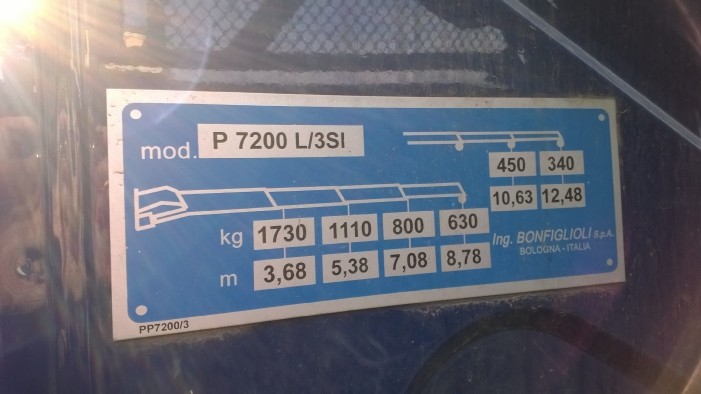 mod. P 7200 L/3SI
450 340
10,63 12,48
kg 1730 1110 800 630
m 3,68 5,38 7,08 8,78
Ing. BONFIGLIOLI S.p.A.
BOLOGNA - ITALIA
PP7200/3